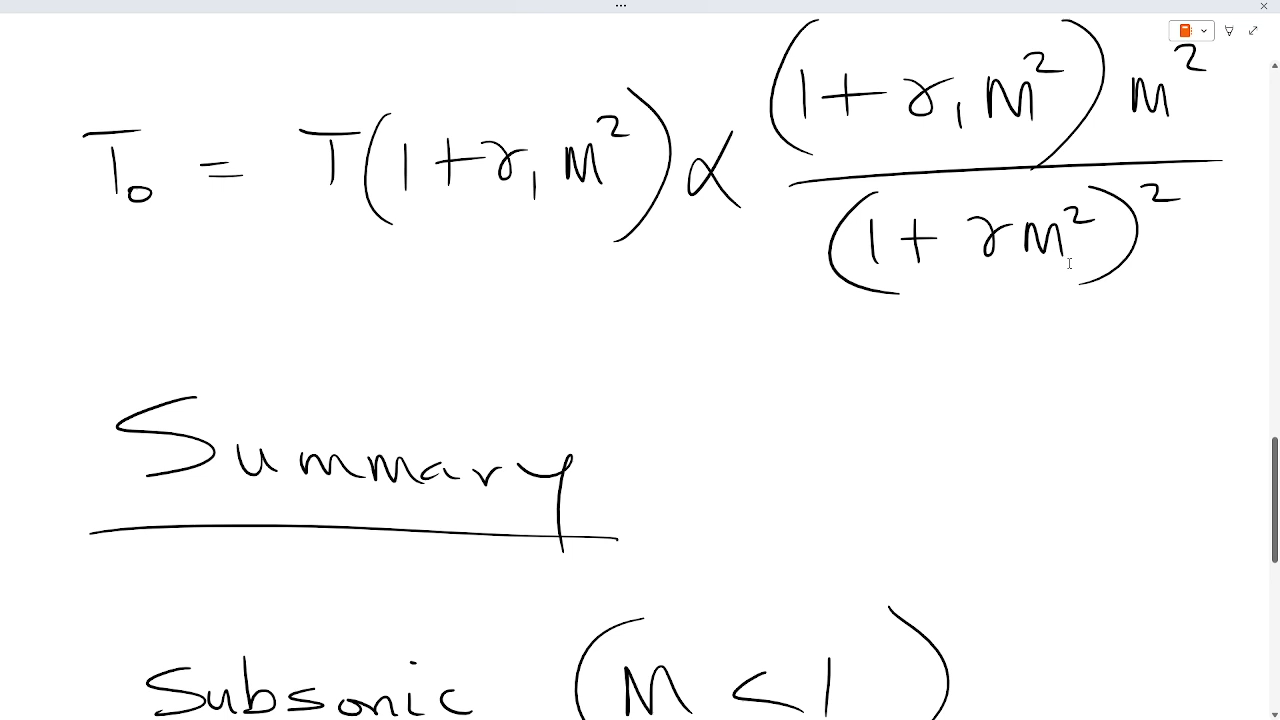 T₀ = T(1+γ₁M²) ∝ (1+γ₁M²)M² / (1+γM²)²
Summary
Subsonic (M<1)